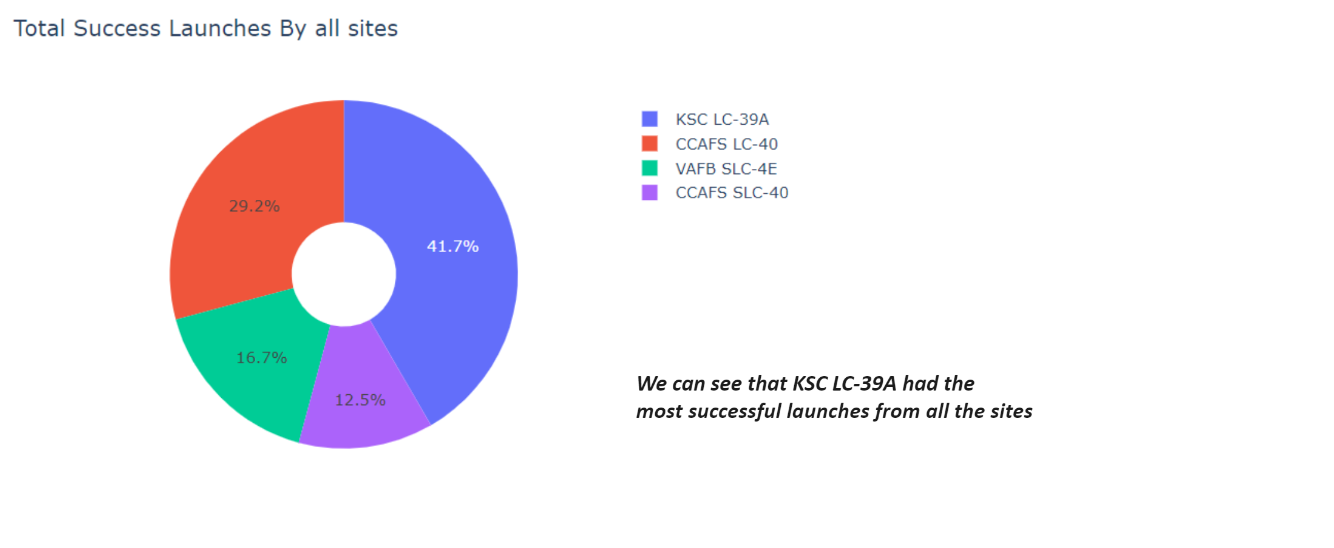 Total Success Launches By all sites
KSC LC-39A
CCAFS LC-40
VAFB SLC-4E
CCAFS SLC-40
29.2%
41.7%
16.7%
12.5%
We can see that KSC LC-39A had the
most successful launches from all the sites